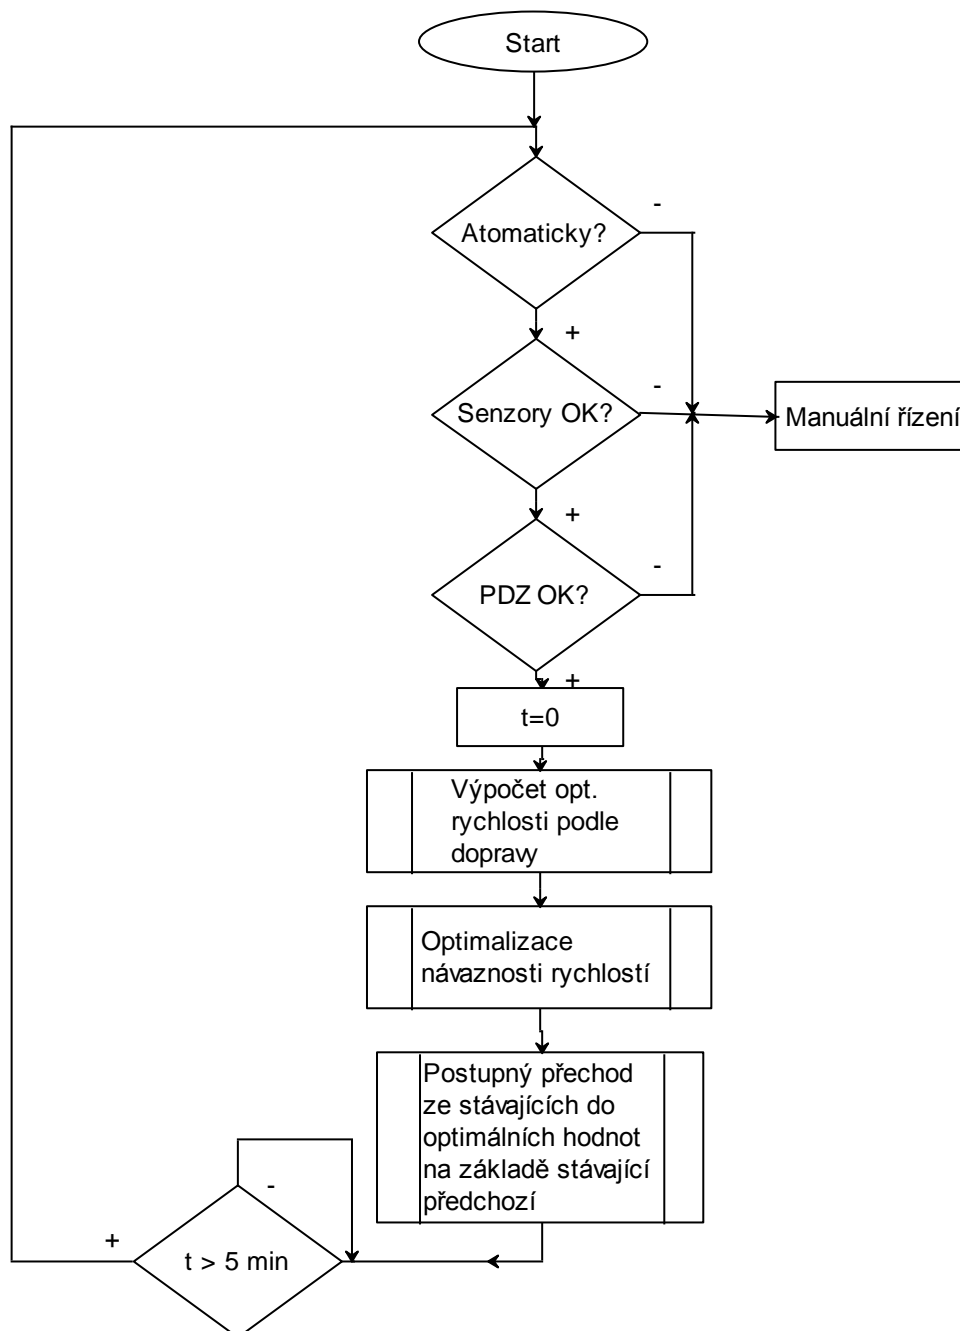 Start
-
Atomaticky?
+
-
Senzory OK?
Manuální řízení
+
-
PDZ OK?
+
t=0
Výpočet opt.
rychlosti podle
dopravy
Optimalizace
návaznosti rychlostí
Postupný přechod
ze stávajících do
optimálních hodnot
na základě stávající
předchozí
-
+
t > 5 min